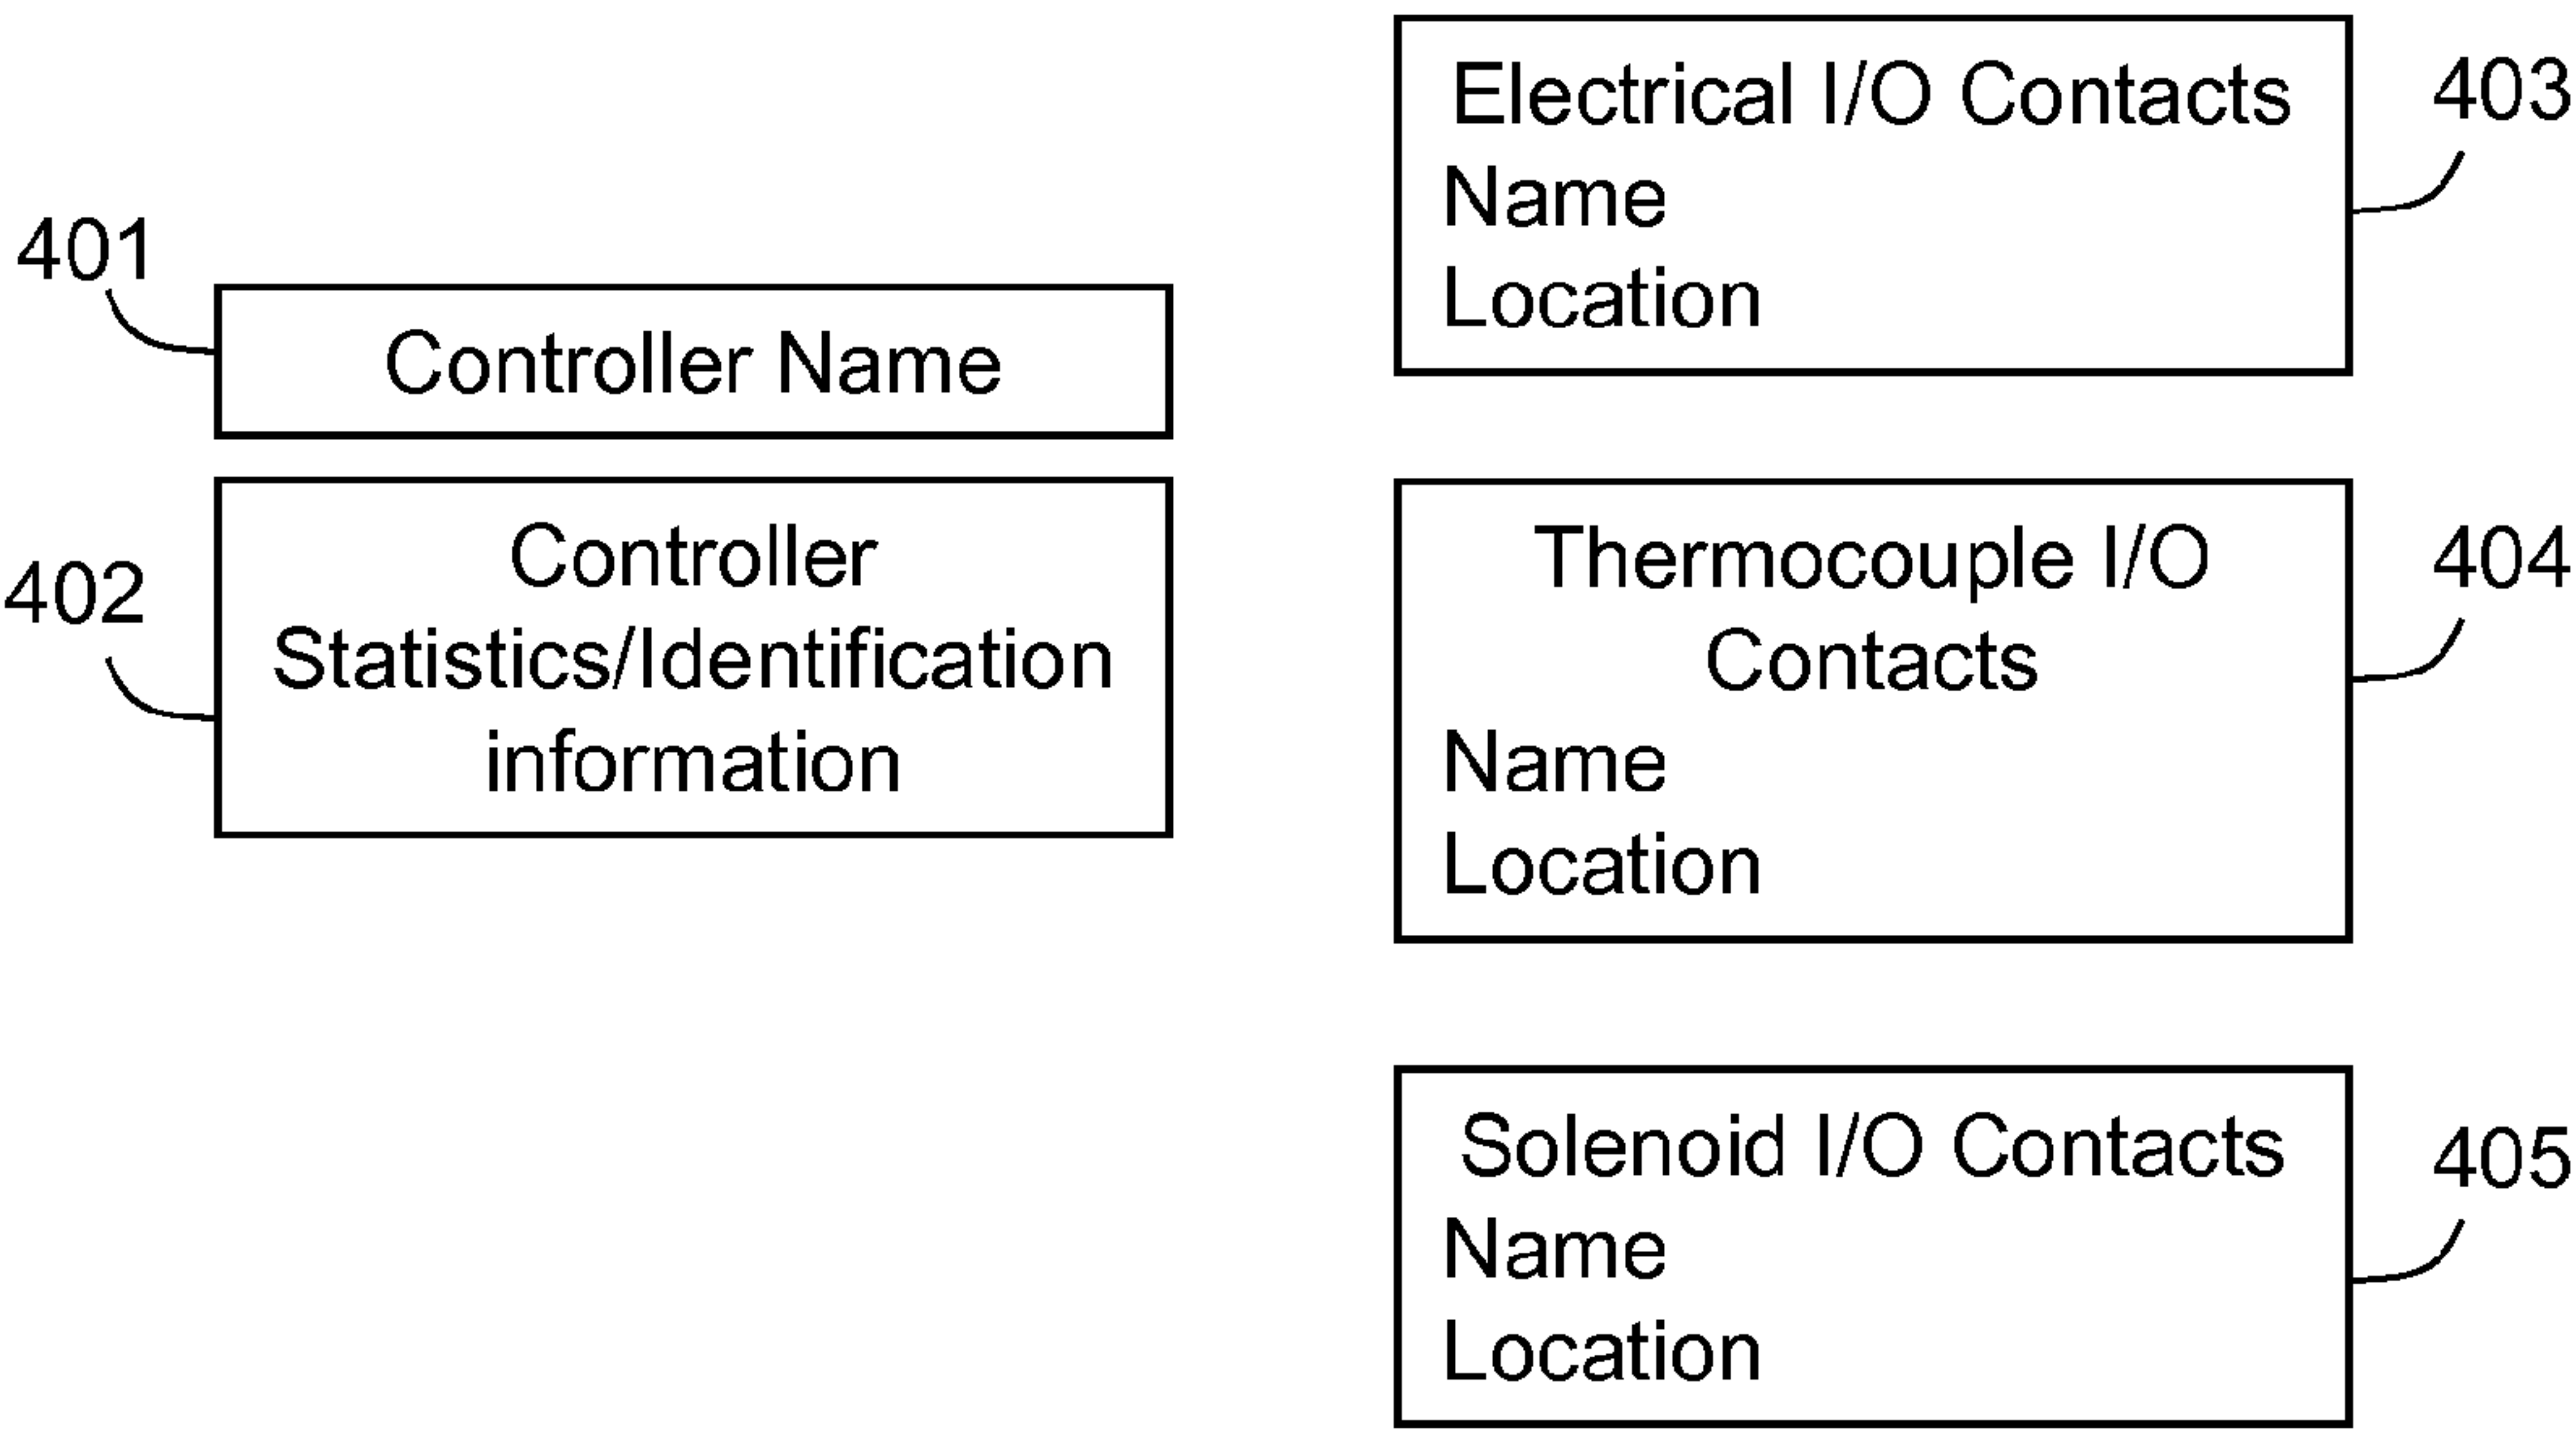 401
Controller Name
402
Controller
Statistics/Identification
information
Electrical I/O Contacts
Name
Location
403
Thermocouple I/O
Contacts
Name
Location
404
Solenoid I/O Contacts
Name
Location
405